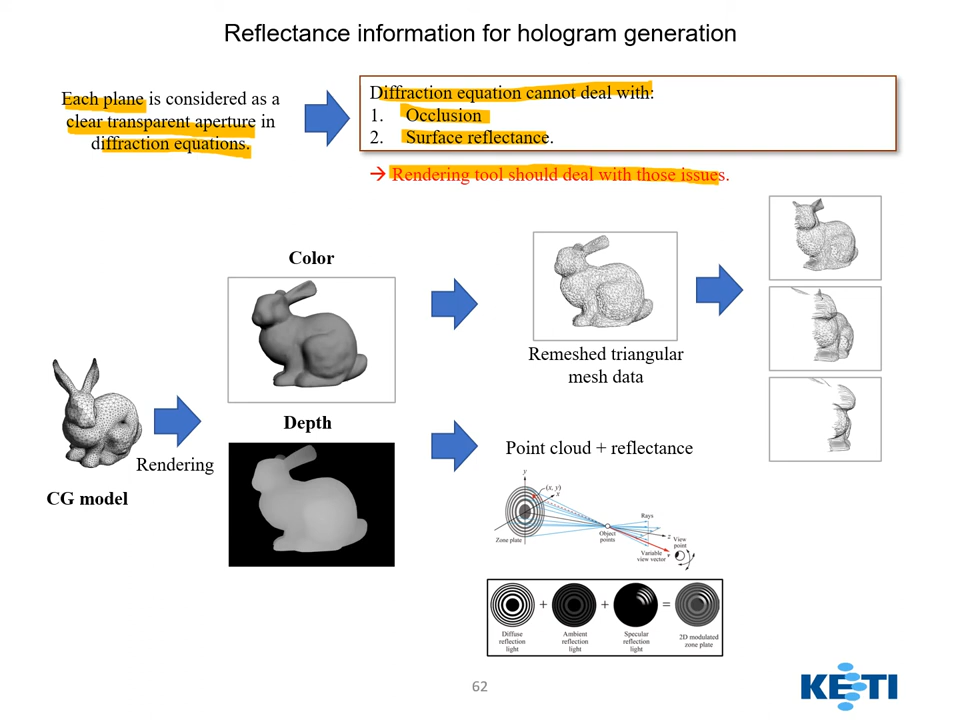 Reflectance information for hologram generation
Each plane is considered as a
clear transparent aperture in
diffraction equations.
Diffraction equation cannot deal with:
1. Occlusion
2. Surface reflectance.
→ Rendering tool should deal with those issues.
Color
Remeshed triangular
mesh data
Depth
Rendering
CG model
Point cloud + reflectance
y
(x, y)
x
Zone plate
Object
points
Rays
z
View
point
Variable
view vector
v
+ + =
Diffuse
reflection
light
Ambient
reflection
light
Specular
reflection
light
2D modulated
zone plate
62
KETI